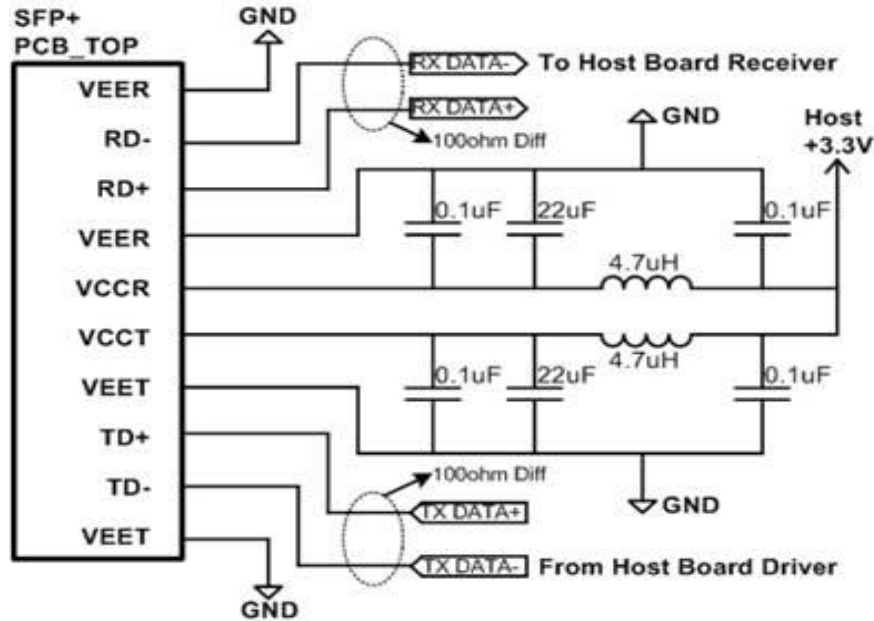 SFP+
PCB_TOP
GND
VEER
RD-
RD+
VEER
VCCR
VCCT
VEET
TD+
TD-
VEET
GND
RX DATA-
To Host Board Receiver
RX DATA+
100ohm Diff
GND
Host
+3.3V
0.1uF
22uF
0.1uF
4.7uH
4.7uH
0.1uF
22uF
0.1uF
100ohm Diff
GND
TX DATA+
TX DATA-
From Host Board Driver